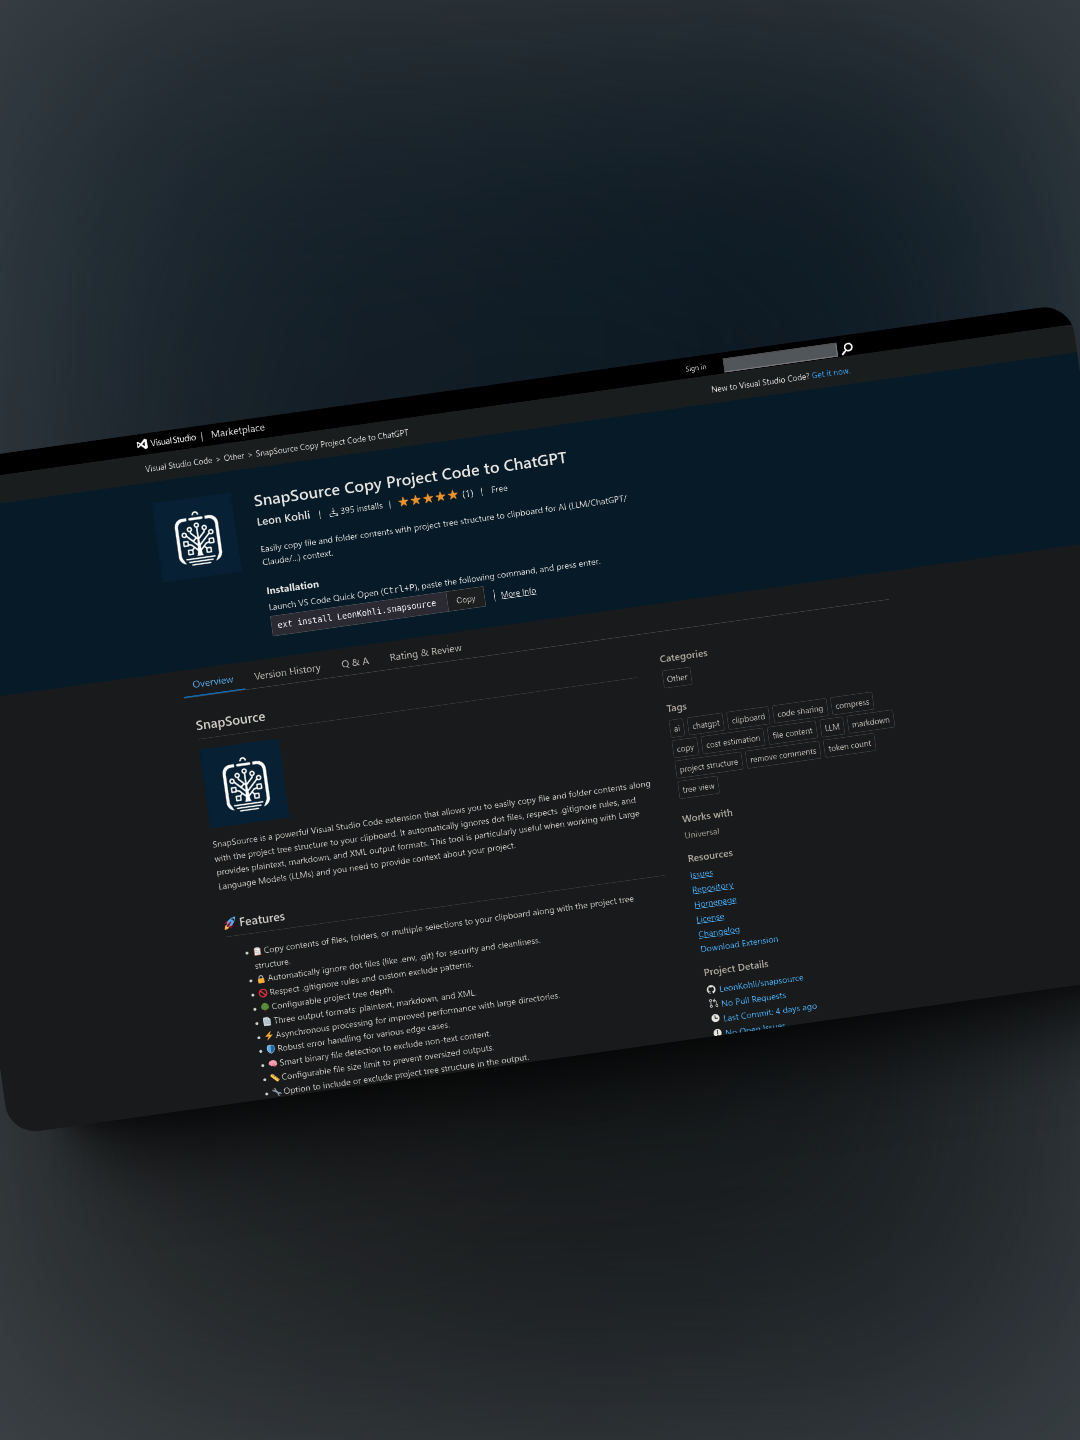 Sign in
Visual Studio | Marketplace
New to Visual Studio Code? Get it now.
Visual Studio Code > Other > SnapSource Copy Project Code to ChatGPT
SnapSource Copy Project Code to ChatGPT
Leon Kohli | 395 installs | (1) | Free
Easily copy file and folder contents with project tree structure to clipboard for Ai (LLM/ChatGPT/
Claude/...) context.
Installation
Launch VS Code Quick Open (Ctrl+P), paste the following command, and press enter.
ext install LeonKohli.snapsource Copy | More Info
Overview Version History Q & A Rating & Review
SnapSource
SnapSource is a powerful Visual Studio Code extension that allows you to easily copy file and folder contents along
with the project tree structure to your clipboard. It automatically ignores dot files, respects .gitignore rules, and
provides plaintext, markdown, and XML output formats. This tool is particularly useful when working with Large
Language Models (LLMs) and you need to provide context about your project.
🚀 Features
• 📋 Copy contents of files, folders, or multiple selections to your clipboard along with the project tree
structure.
• 🔒 Automatically ignore dot files (like .env, .git) for security and cleanliness.
• 🚫 Respect .gitignore rules and custom exclude patterns.
• 🌳 Configurable project tree depth.
• 📄 Three output formats: plaintext, markdown, and XML.
• ⚡ Asynchronous processing for improved performance with large directories.
• 🛡️ Robust error handling for various edge cases.
• 🧠 Smart binary file detection to exclude non-text content.
• 📏 Configurable file size limit to prevent oversized outputs.
• 🔧 Option to include or exclude project tree structure in the output.
Categories
Other
Tags
ai chatgpt clipboard code sharing compress
copy cost estimation file content LLM markdown
project structure remove comments token count
tree view
Works with
Universal
Resources
Issues
Repository
Homepage
License
Changelog
Download Extension
Project Details
LeonKohli/snapsource
No Pull Requests
Last Commit: 4 days ago
No Open Issues